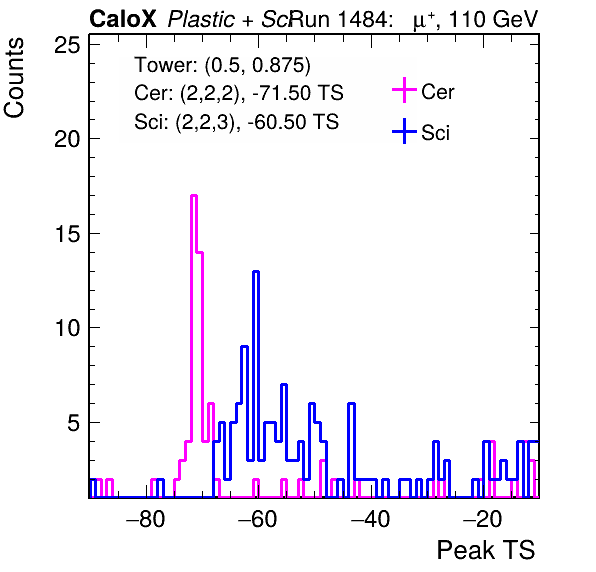 CaloX Plastic + Sci Run 1484: μ⁺, 110 GeV
Counts
Tower: (0.5, 0.875)
Cer: (2,2,2), -71.50 TS
Sci: (2,2,3), -60.50 TS
Cer
Sci
25
20
15
10
5
−80 −60 −40 −20
Peak TS